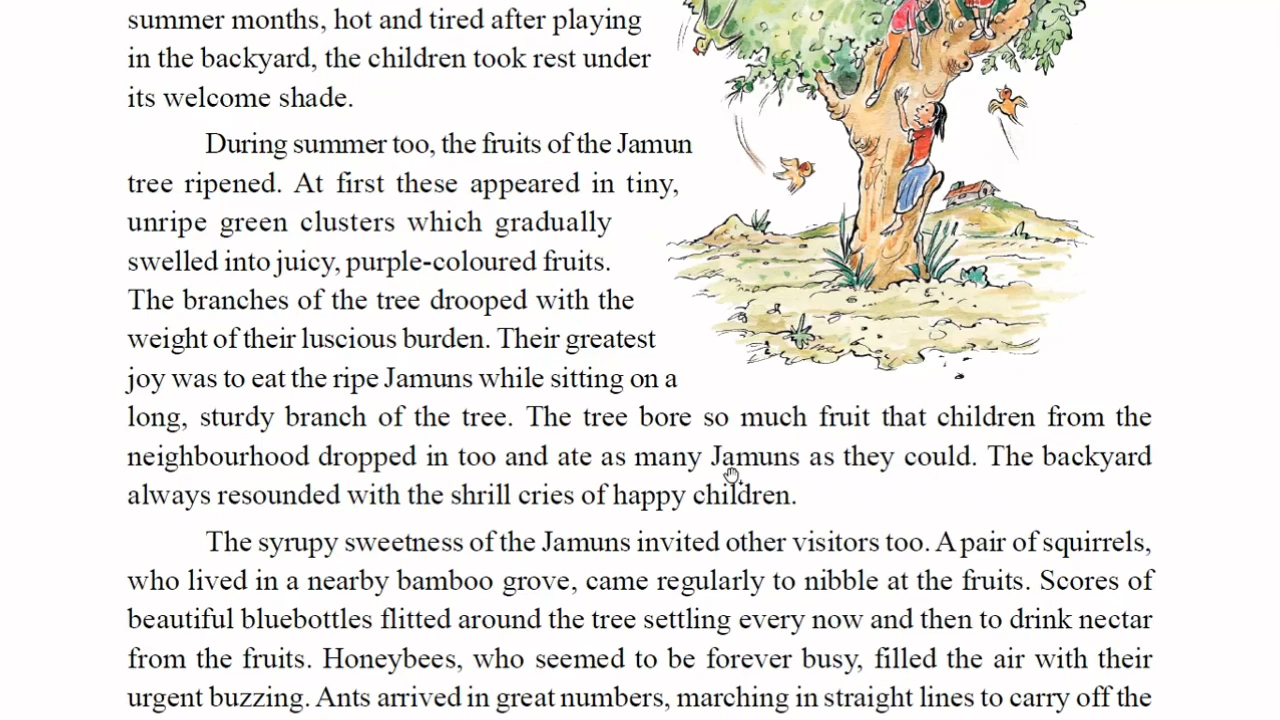 summer months, hot and tired after playing
in the backyard, the children took rest under
its welcome shade.
During summer too, the fruits of the Jamun
tree ripened. At first these appeared in tiny,
unripe green clusters which gradually
swelled into juicy, purple-coloured fruits.
The branches of the tree drooped with the
weight of their luscious burden. Their greatest
joy was to eat the ripe Jamuns while sitting on a
long, sturdy branch of the tree. The tree bore so much fruit that children from the
neighbourhood dropped in too and ate as many Jamuns as they could. The backyard
always resounded with the shrill cries of happy children.
The syrupy sweetness of the Jamuns invited other visitors too. A pair of squirrels,
who lived in a nearby bamboo grove, came regularly to nibble at the fruits. Scores of
beautiful bluebottles flitted around the tree settling every now and then to drink nectar
from the fruits. Honeybees, who seemed to be forever busy, filled the air with their
urgent buzzing. Ants arrived in great numbers, marching in straight lines to carry off the